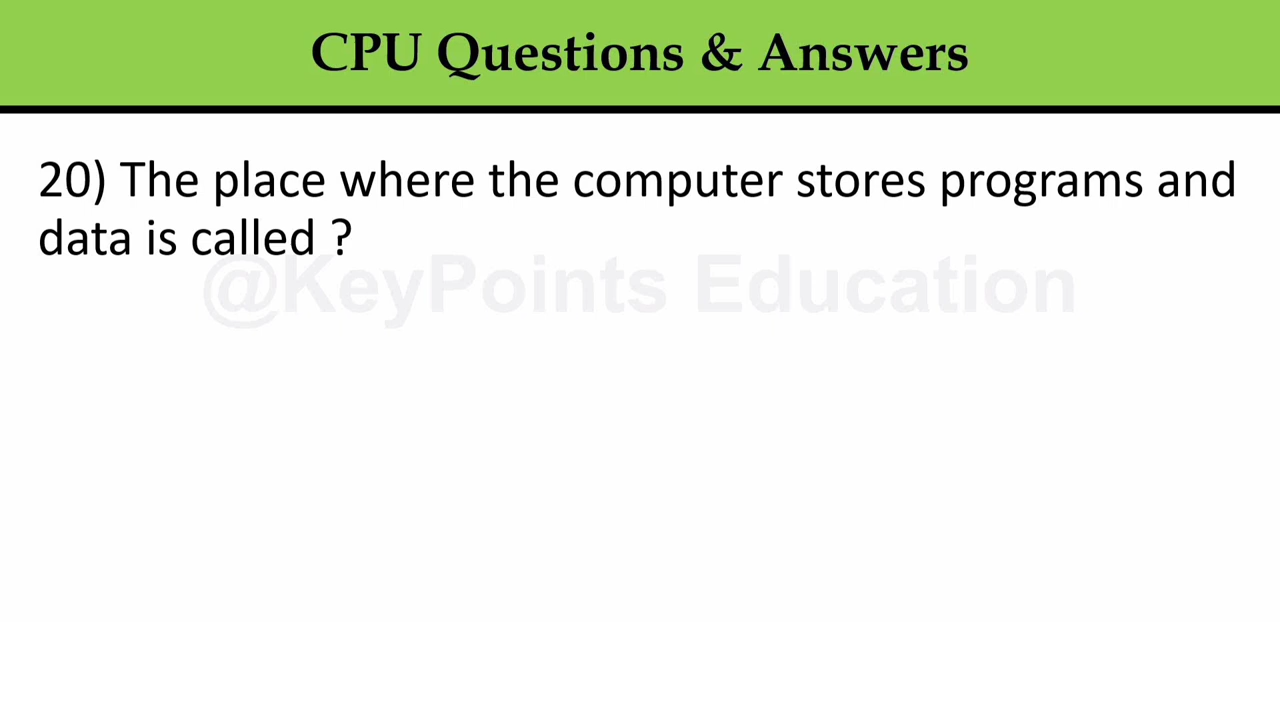 CPU Questions & Answers
20) The place where the computer stores programs and
data is called ?
@KeyPoints Education